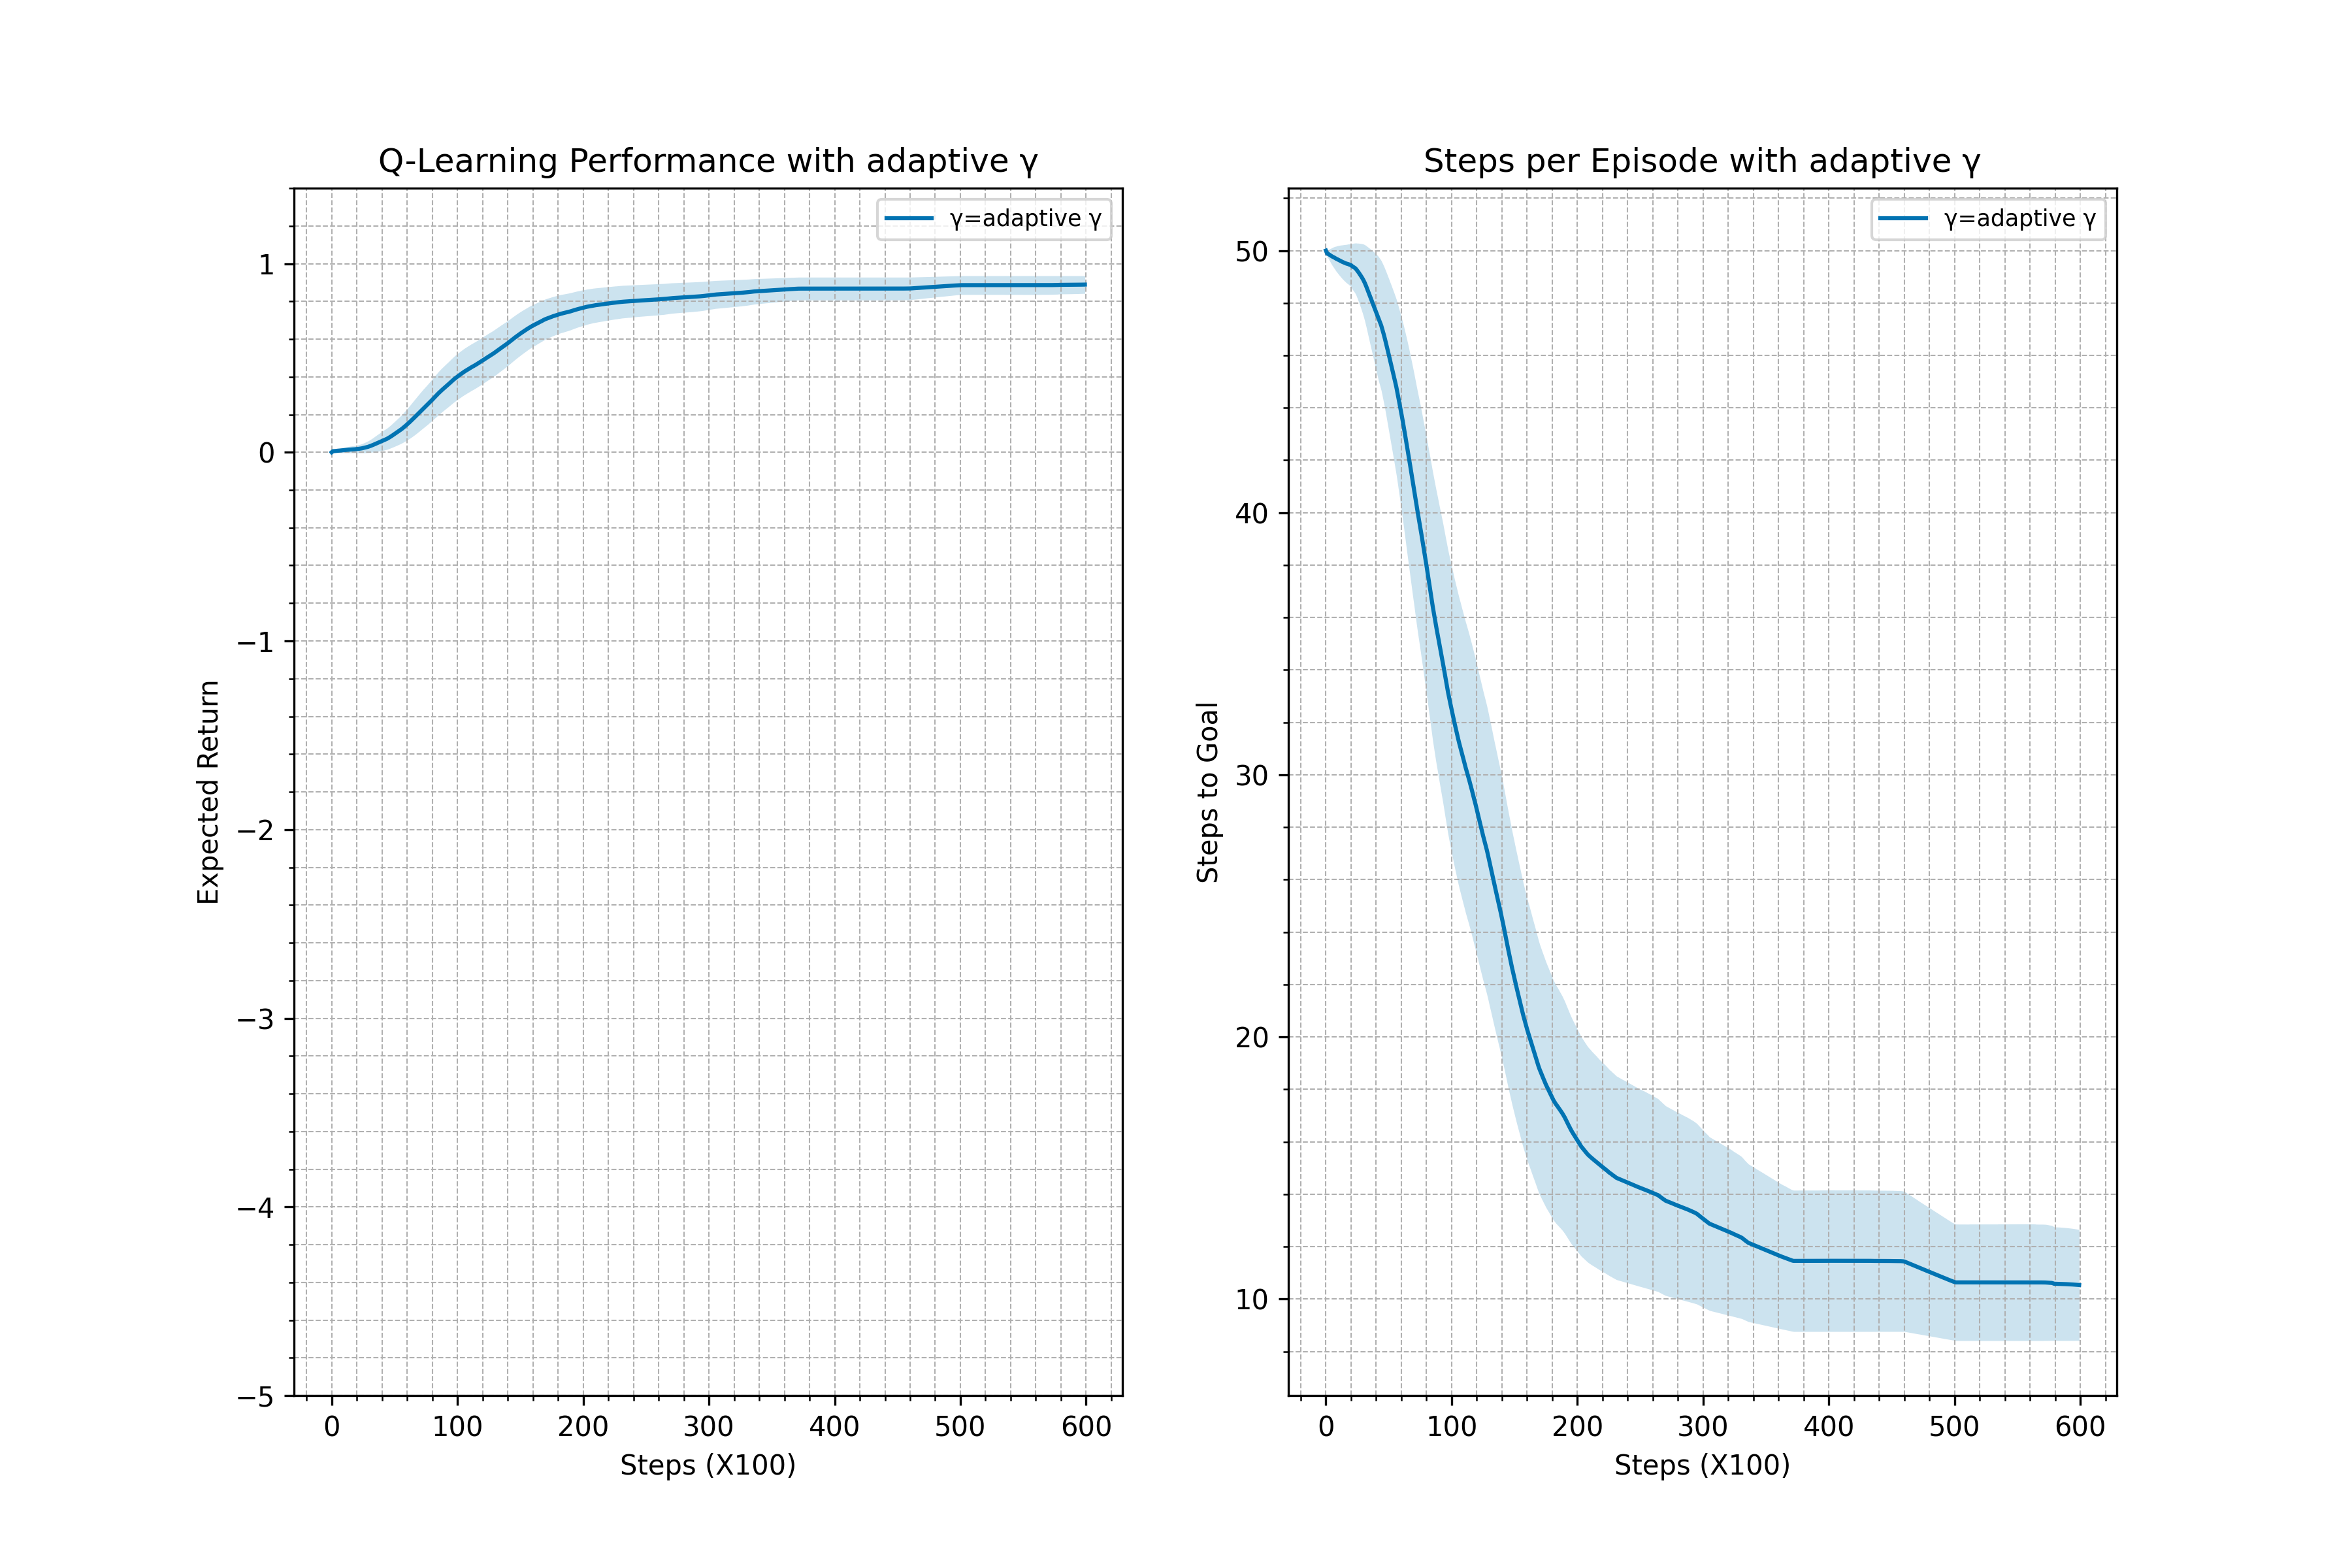 Q-Learning Performance with adaptive γ
γ=adaptive γ
1
0
−1
−2
−3
−4
−5
Expected Return
0 100 200 300 400 500 600
Steps (X100)
Steps per Episode with adaptive γ
γ=adaptive γ
50
40
30
20
10
Steps to Goal
0 100 200 300 400 500 600
Steps (X100)